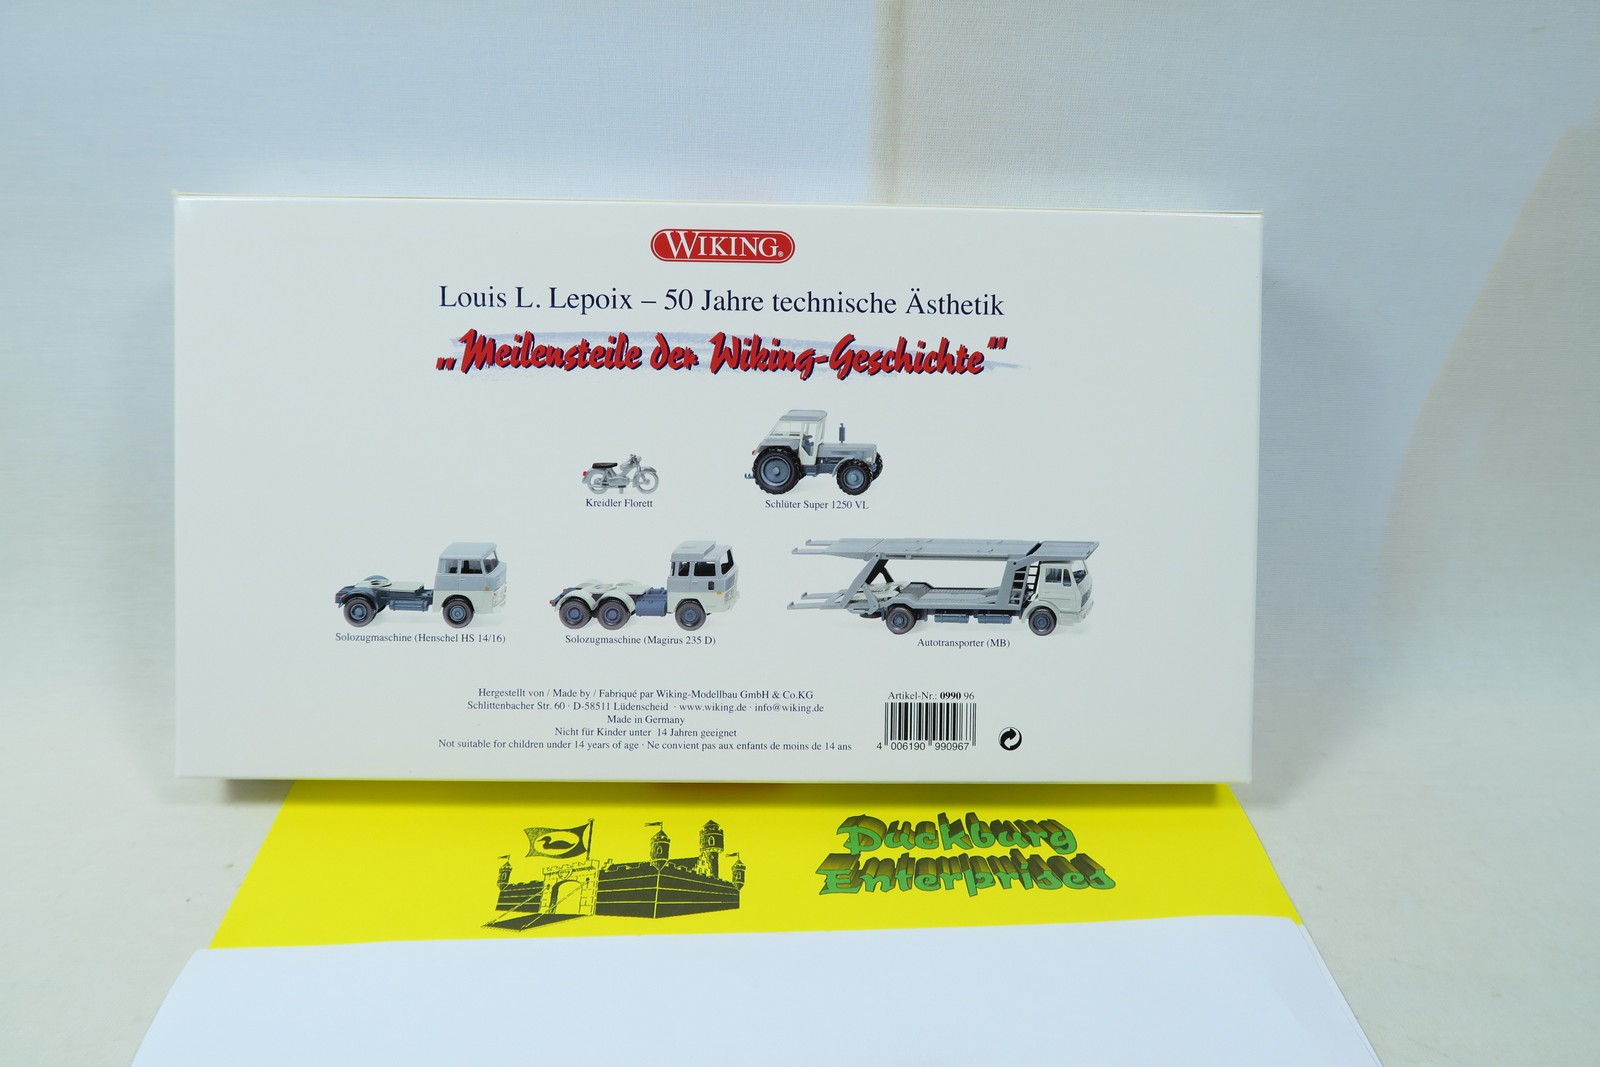 WIKING®
Louis L. Lepoix – 50 Jahre technische Ästhetik
„Meilensteile der Wiking-Geschichte"
Kreidler Florett
Schlüter Super 1250 VL
Solozugmaschine (Henschel HS 14/16)
Solozugmaschine (Magirus 235 D)
Autotransporter (MB)
Hergestellt von / Made by / Fabriqué par Wiking-Modellbau GmbH & Co.KG
Schlittenbacher Str. 60 · D-58511 Lüdenscheid · www.wiking.de · info@wiking.de
Made in Germany
Nicht für Kinder unter 14 Jahren geeignet
Not suitable for children under 14 years of age · Ne convient pas aux enfants de moins de 14 ans
Artikel-Nr.: 0990 96
4 006190 990967
Duckburg
Enterprises